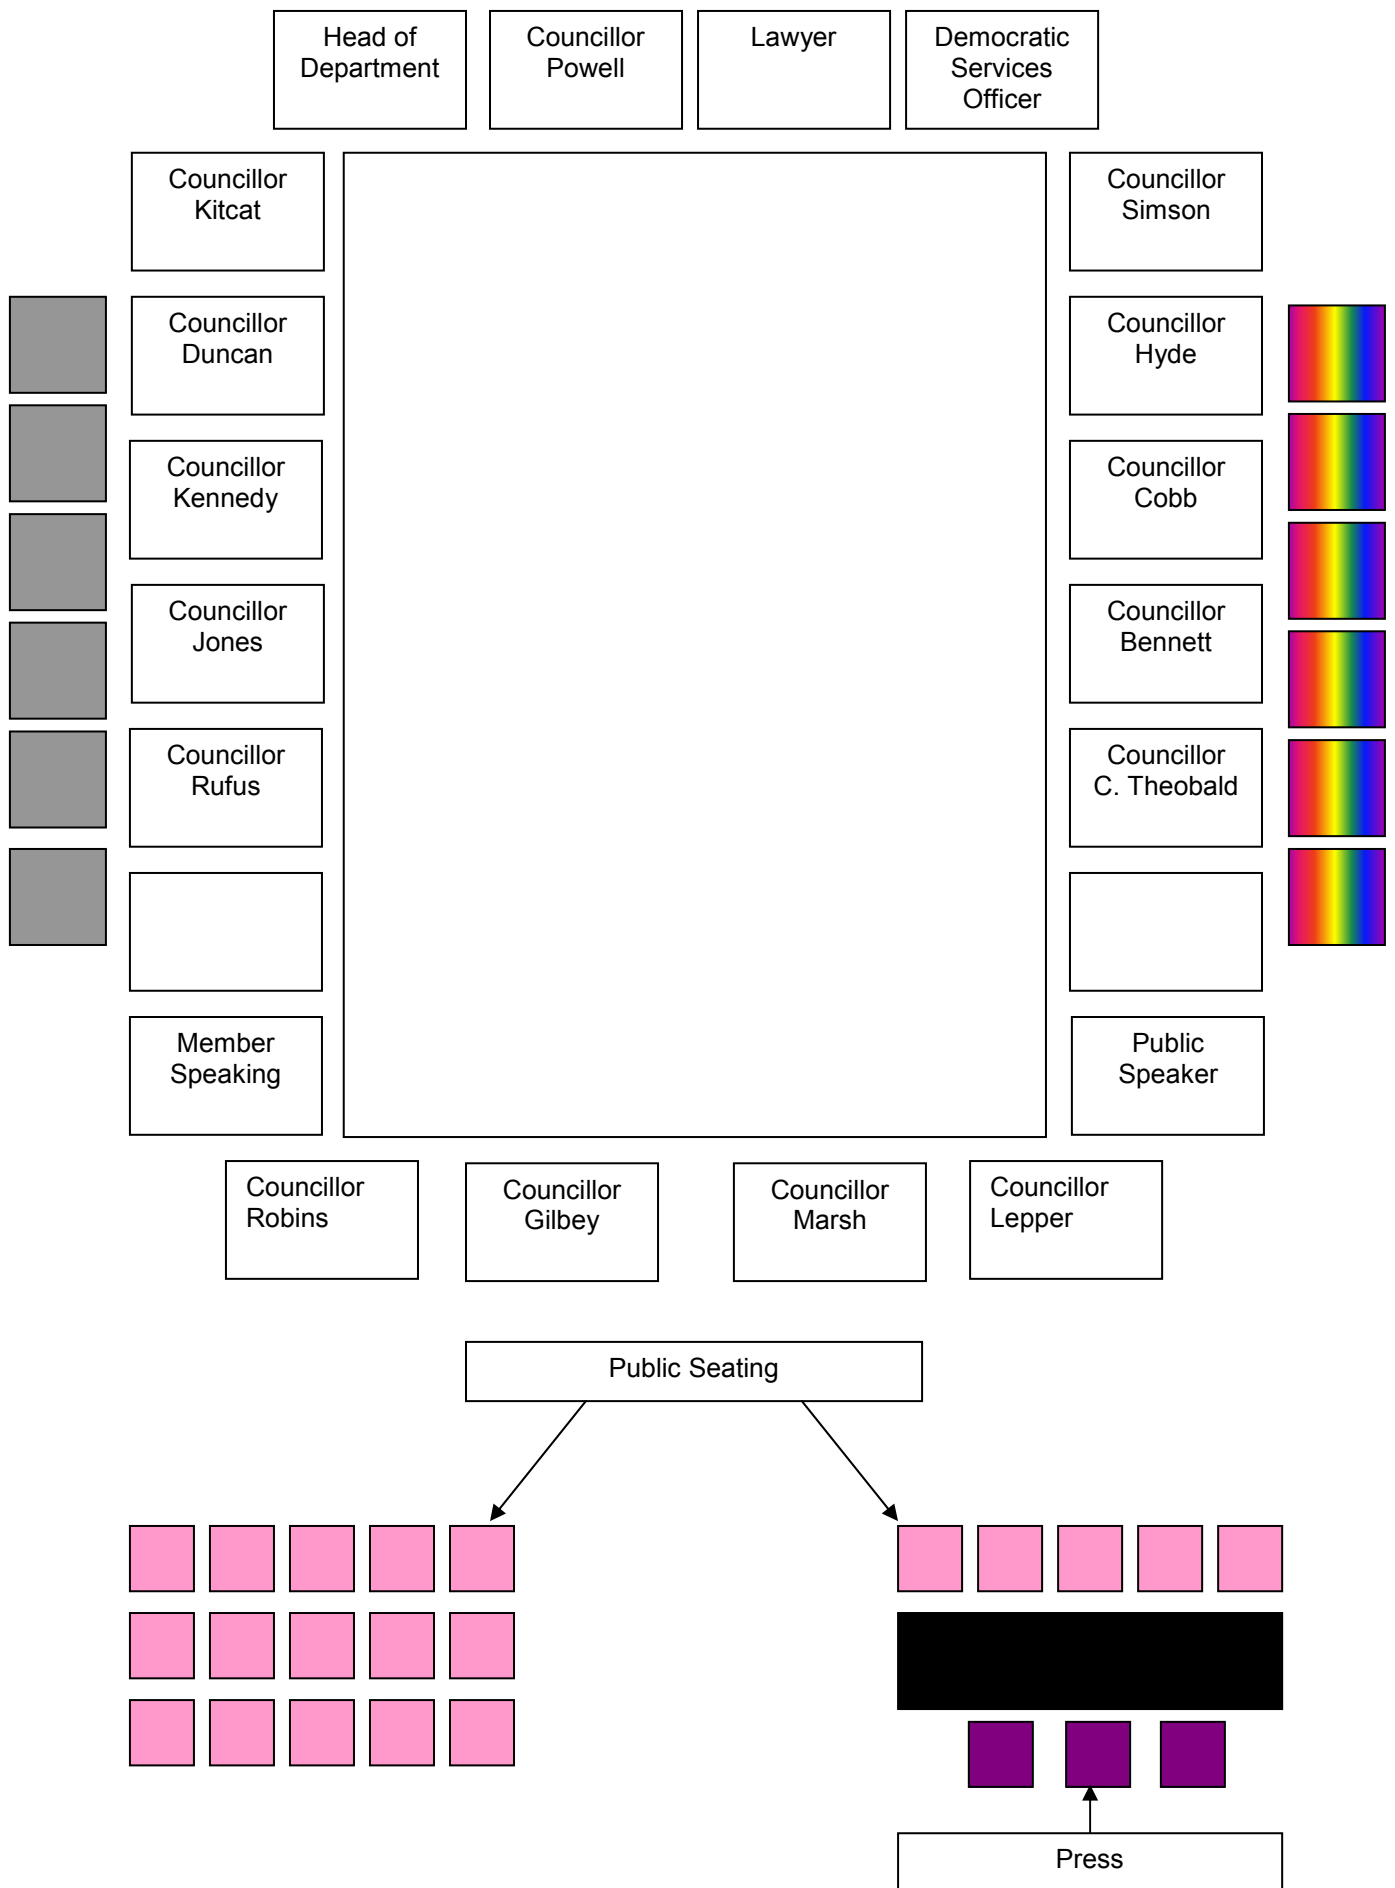 Head of
Department
Councillor
Powell
Lawyer
Democratic
Services
Officer
Councillor
Kitcat
Councillor
Simson
Councillor
Duncan
Councillor
Hyde
Councillor
Kennedy
Councillor
Cobb
Councillor
Jones
Councillor
Bennett
Councillor
Rufus
Councillor
C. Theobald
Member
Speaking
Public
Speaker
Councillor
Robins
Councillor
Gilbey
Councillor
Marsh
Councillor
Lepper
Public Seating
Press